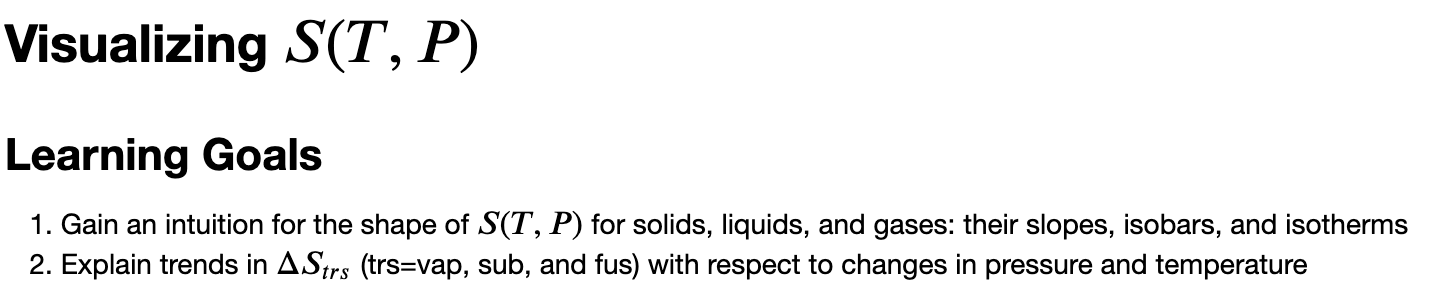 Visualizing S(T, P)
Learning Goals
1. Gain an intuition for the shape of S(T, P) for solids, liquids, and gases: their slopes, isobars, and isotherms
2. Explain trends in ΔS_trs (trs=vap, sub, and fus) with respect to changes in pressure and temperature